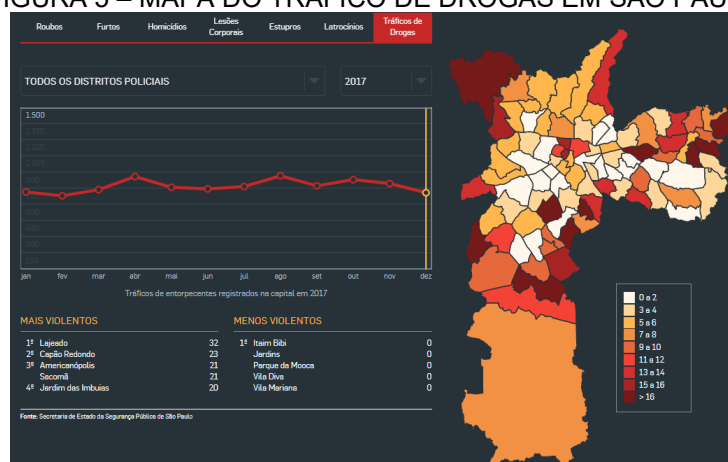 FIGURA 5 – MAPA DO TRÁFICO DE DROGAS EM SÃO PAU
Roubos Furtos Homicídios Lesões Corporais Estupros Latrocínios Tráficos de Drogas
TODOS OS DISTRITOS POLICIAIS 2017
1.500
jan fev mar abr mai jun jul ago set out nov dez
Tráficos de entorpecentes registrados na capital em 2017
MAIS VIOLENTOS
1º Lajeado 32
2º Capão Redondo 23
3º Americanópolis 21
Sacomã 21
4º Jardim das Imbuias 20
MENOS VIOLENTOS
1º Itaim Bibi 0
Jardins 0
Parque da Mooca 0
Vila Diva 0
Vila Mariana 0
Fonte: Secretaria de Estado da Segurança Pública de São Paulo
0 a 2
3 a 4
5 a 6
7 a 8
9 a 10
11 a 12
13 a 14
15 a 16
> 16